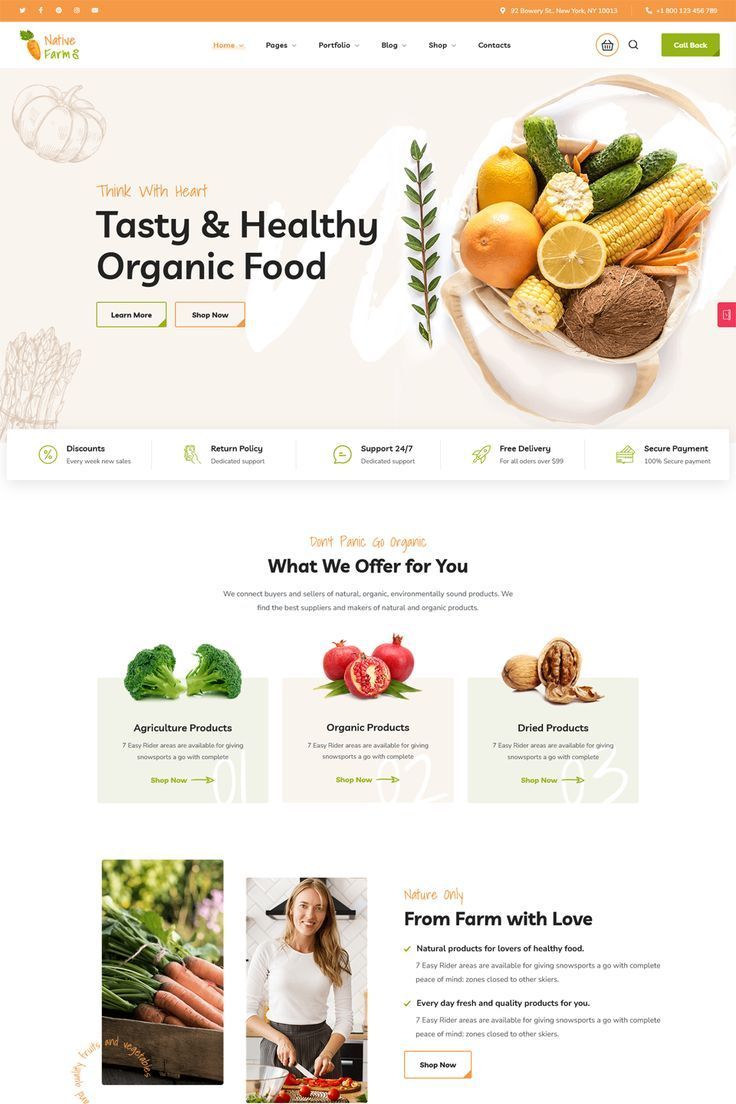 92 Bowery St., New York, NY 10013
+1 800 123 456 789
Native
Farm
Home
Pages
Portfolio
Blog
Shop
Contacts
Call Back
Think With Heart
Tasty & Healthy
Organic Food
Learn More
Shop Now
Discounts
Every week new sales
Return Policy
Dedicated support
Support 24/7
Dedicated support
Free Delivery
For all oders over $99
Secure Payment
100% Secure payment
Don't Panic Go Organic
What We Offer for You
We connect buyers and sellers of natural, organic, environmentally sound products. We
find the best suppliers and makers of natural and organic products.
Agriculture Products
7 Easy Rider areas are available for giving
snowsports a go with complete
Shop Now
01
Organic Products
7 Easy Rider areas are available for giving
snowsports a go with complete
Shop Now
02
Dried Products
7 Easy Rider areas are available for giving
snowsports a go with complete
Shop Now
03
and quality fruits and vegetables
Nature Only
From Farm with Love
Natural products for lovers of healthy food.
7 Easy Rider areas are available for giving snowsports a go with complete
peace of mind: zones closed to other skiers.
Every day fresh and quality products for you.
7 Easy Rider areas are available for giving snowsports a go with complete
peace of mind: zones closed to other skiers.
Shop Now